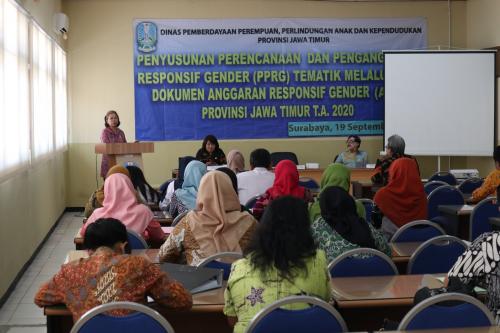 DINAS PEMBERDAYAAN PEREMPUAN, PERLINDUNGAN ANAK DAN KEPENDUDUKAN
PROVINSI JAWA TIMUR
PENYUSUNAN PERENCANAAN DAN PENGANG
RESPONSIF GENDER (PPRG) TEMATIK MELALU
DOKUMEN ANGGARAN RESPONSIF GENDER (A
PROVINSI JAWA TIMUR T.A. 2020
Surabaya, 19 Septem